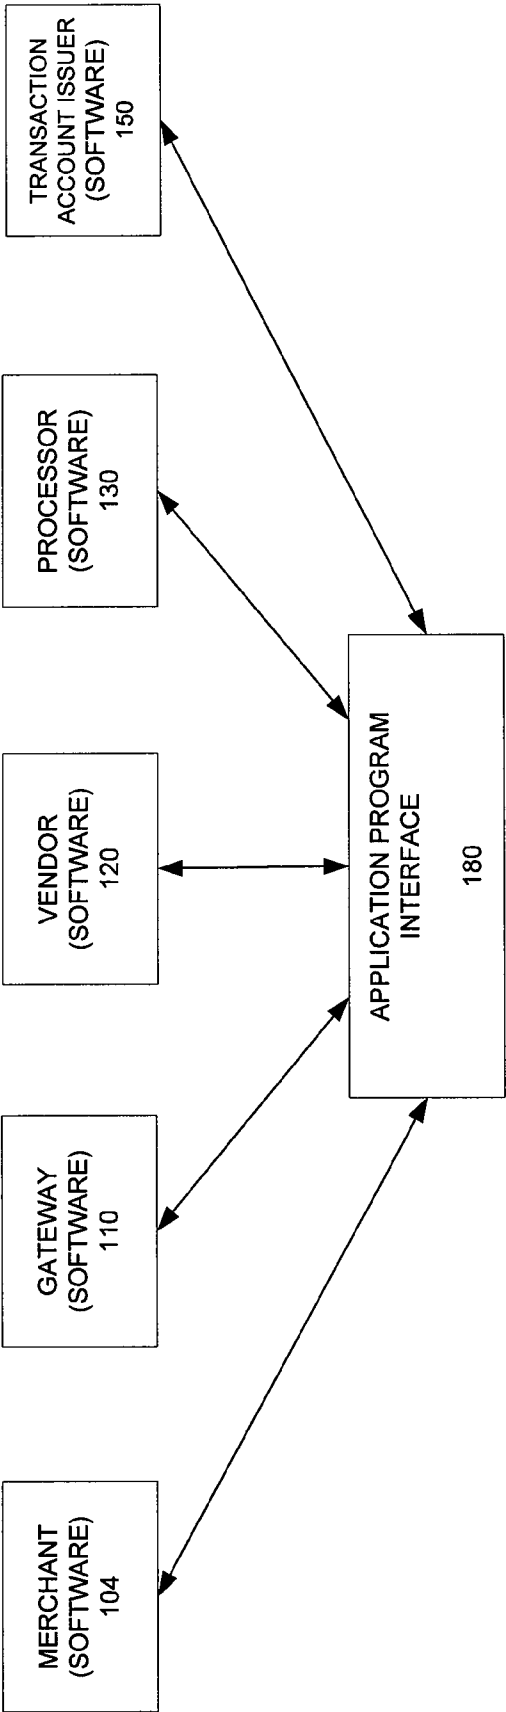 MERCHANT
(SOFTWARE)
104
GATEWAY
(SOFTWARE)
110
VENDOR
(SOFTWARE)
120
PROCESSOR
(SOFTWARE)
130
TRANSACTION
ACCOUNT ISSUER
(SOFTWARE)
150
APPLICATION PROGRAM
INTERFACE
180